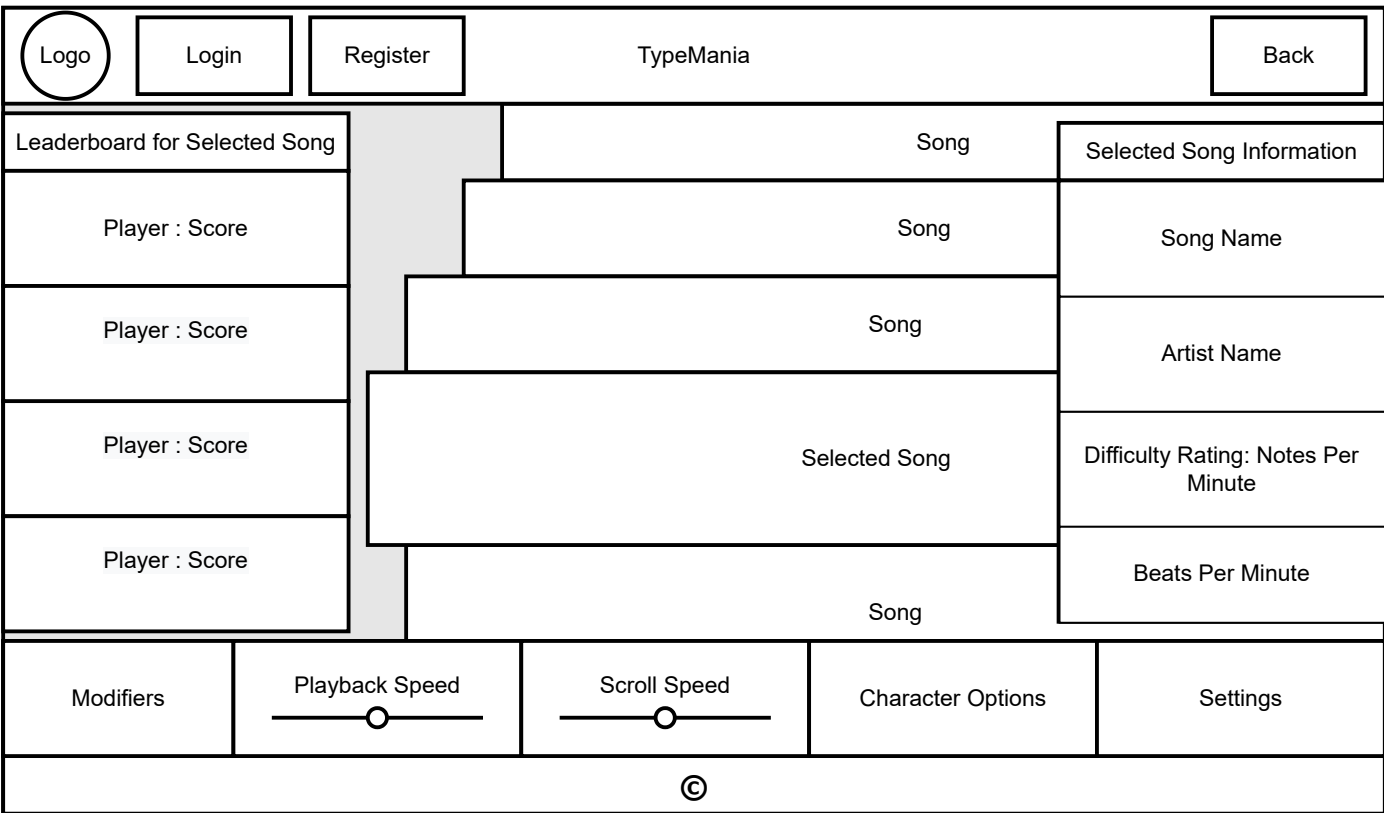 Logo
Login
Register
TypeMania
Back
Leaderboard for Selected Song
Player : Score
Player : Score
Player : Score
Player : Score
Song
Song
Song
Selected Song
Song
Selected Song Information
Song Name
Artist Name
Difficulty Rating: Notes Per
Minute
Beats Per Minute
Modifiers
Playback Speed
Scroll Speed
Character Options
Settings
©